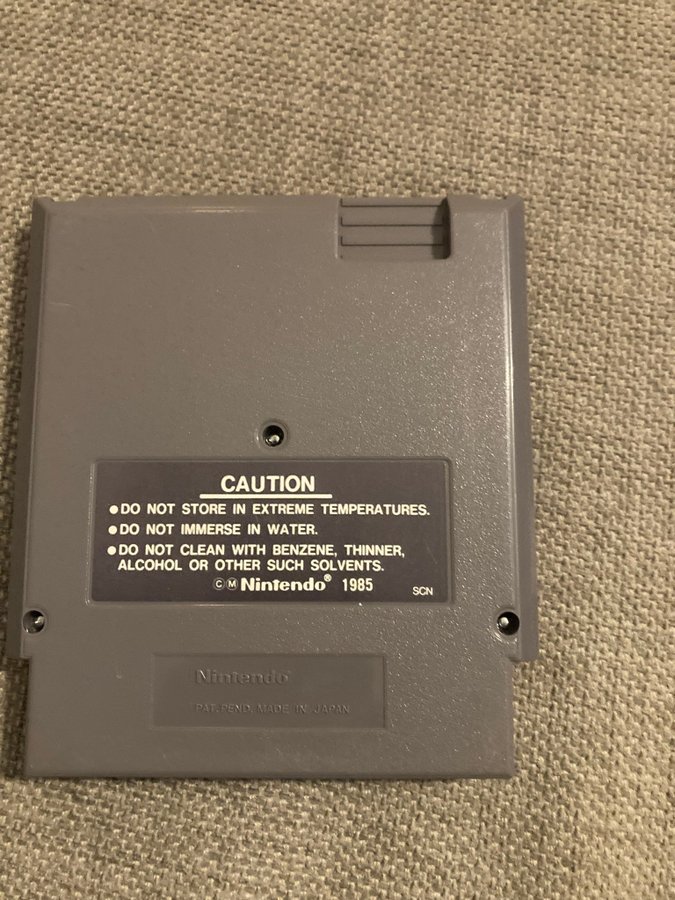 CAUTION
●DO NOT STORE IN EXTREME TEMPERATURES.
●DO NOT IMMERSE IN WATER.
●DO NOT CLEAN WITH BENZENE, THINNER,
ALCOHOL OR OTHER SUCH SOLVENTS.
ⒸⓂ Nintendo® 1985
SCN
Nintendo®
PAT. PEND. MADE IN JAPAN